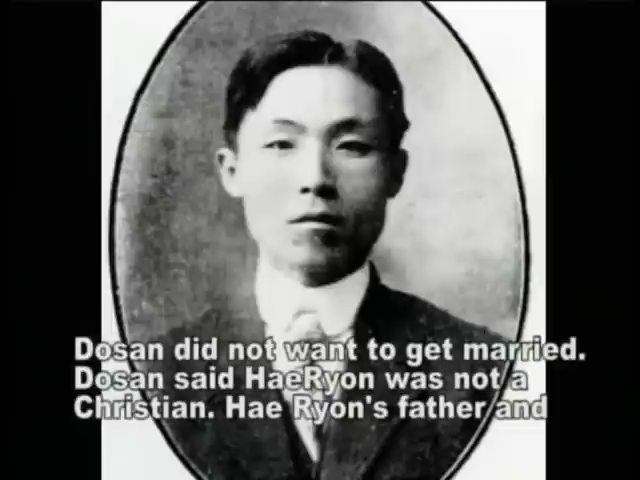 Dosan did not want to get married.
Dosan said HaeRyon was not a
Christian. Hae Ryon's father and